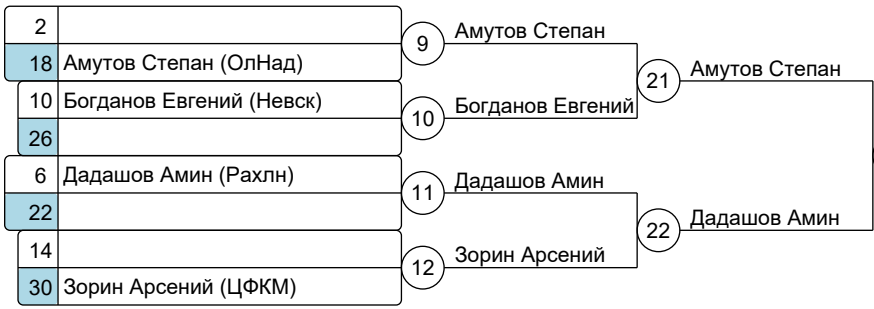 2
18 Амутов Степан (ОлНад)
10 Богданов Евгений (Невск)
26
6 Дадашов Амин (Рахлн)
22
14
30 Зорин Арсений (ЦФКМ)
9 Амутов Степан
10 Богданов Евгений
11 Дадашов Амин
12 Зорин Арсений
21 Амутов Степан
22 Дадашов Амин